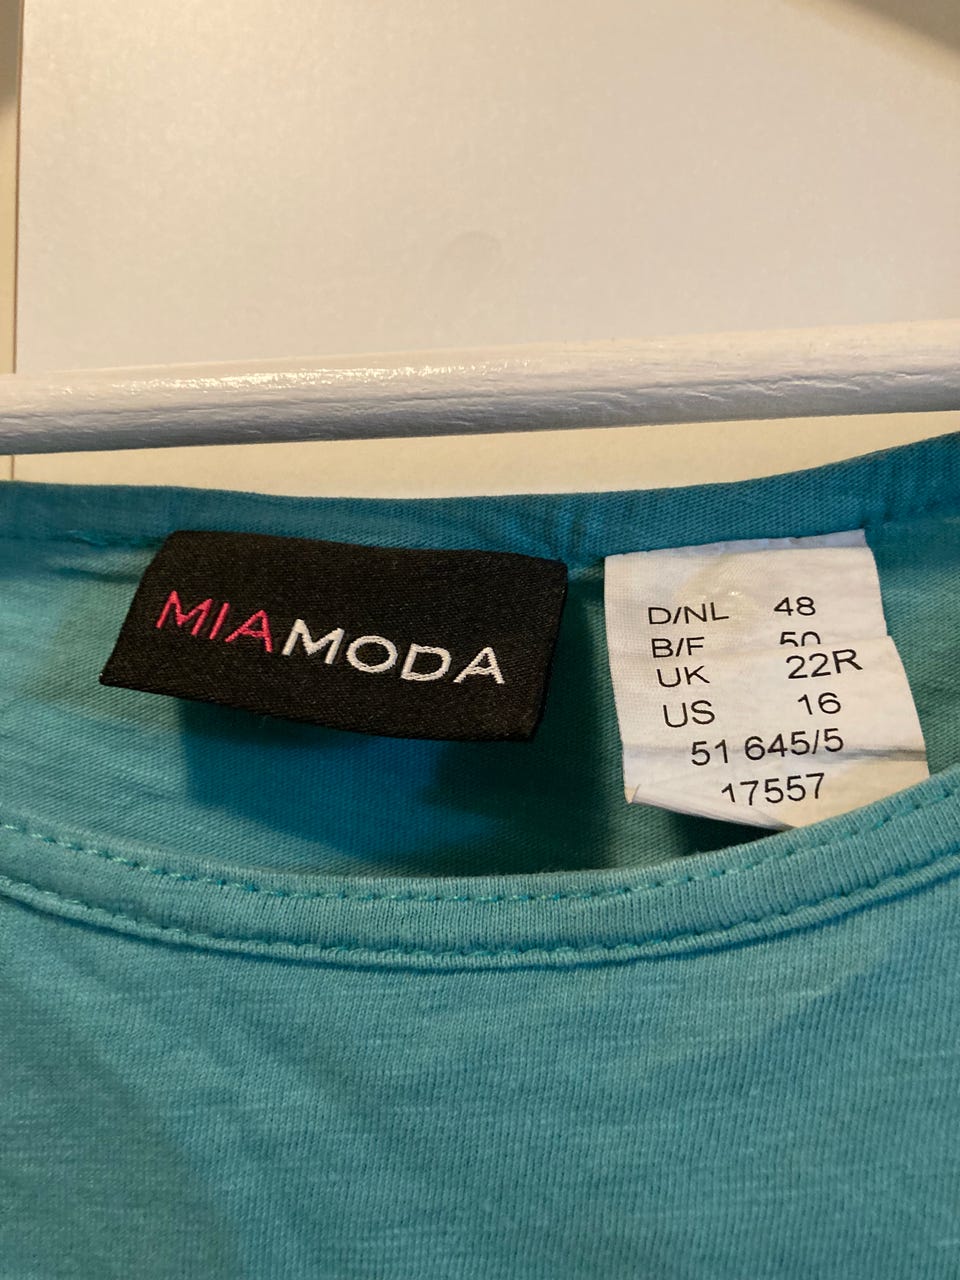 MIAMODA
D/NL 48
B/F 50
UK 22R
US 16
51 645/5
17557